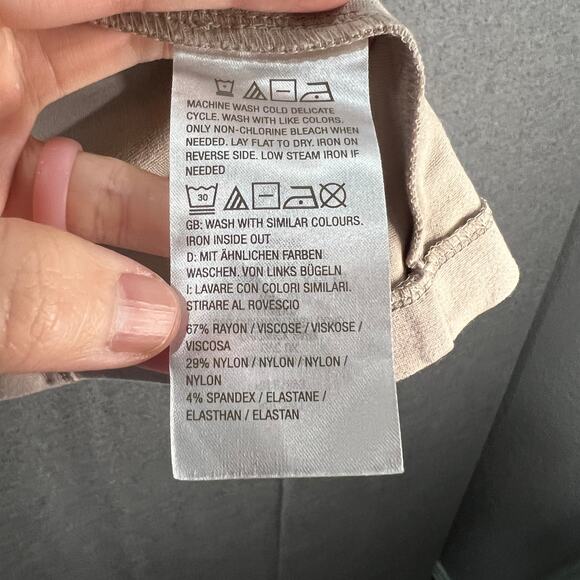 MACHINE WASH COLD DELICATE
CYCLE. WASH WITH LIKE COLORS.
ONLY NON-CHLORINE BLEACH WHEN
NEEDED. LAY FLAT TO DRY. IRON ON
REVERSE SIDE. LOW STEAM IRON IF
NEEDED
30
GB: WASH WITH SIMILAR COLOURS.
IRON INSIDE OUT
D: MIT ÄHNLICHEN FARBEN
WASCHEN. VON LINKS BÜGELN
I: LAVARE CON COLORI SIMILARI.
STIRARE AL ROVESCIO
67% RAYON / VISCOSE / VISKOSE /
VISCOSA
29% NYLON / NYLON / NYLON /
NYLON
4% SPANDEX / ELASTANE /
ELASTHAN / ELASTAN